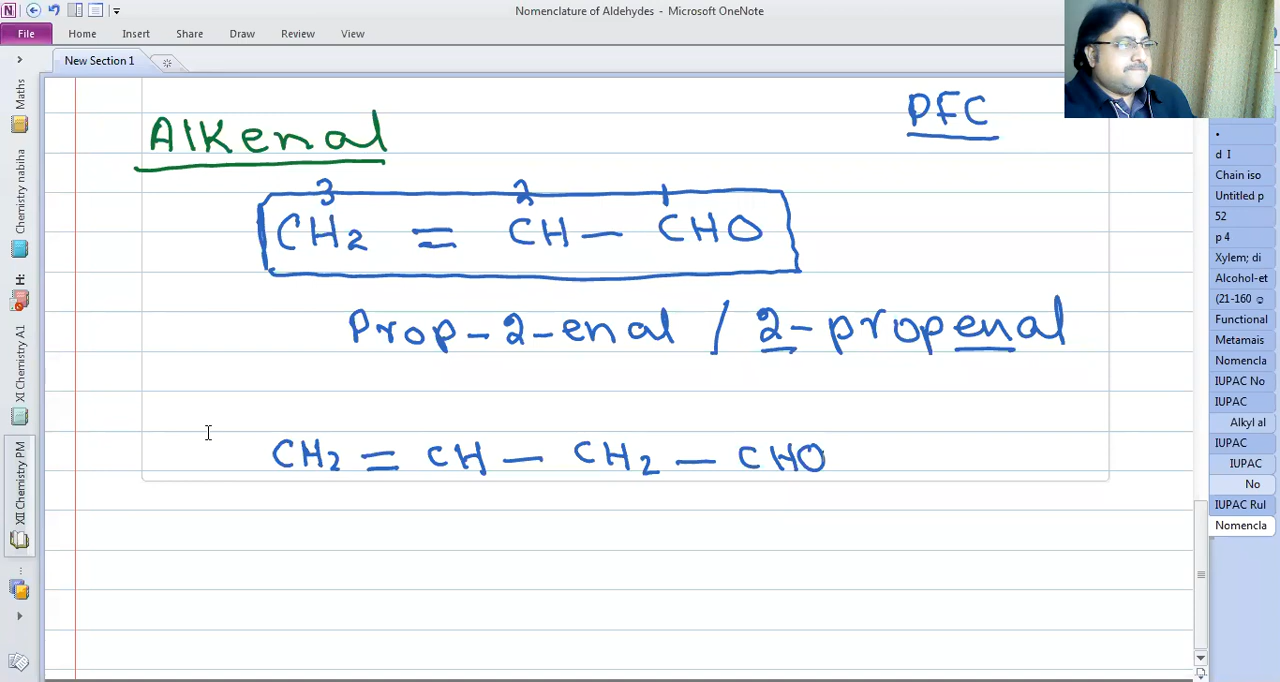 Nomenclature of Aldehydes - Microsoft OneNote
File Home Insert Share Draw Review View
New Section 1
Maths
Chemistry nabiha
H:
XI Chemistry A1
XII Chemistry PM
PFC
Alkenal
3 2 1
CH2 = CH — CHO
Prop-2-enal / 2-propenal
CH2 = CH — CH2 — CHO
d I
Chain iso
Untitled p
52
p 4
Xylem; di
Alcohol-et
(21-160 ☺
Functional
Metamais
Nomencla
IUPAC No
IUPAC
Alkyl al
IUPAC
IUPAC
No
IUPAC Rul
Nomencla